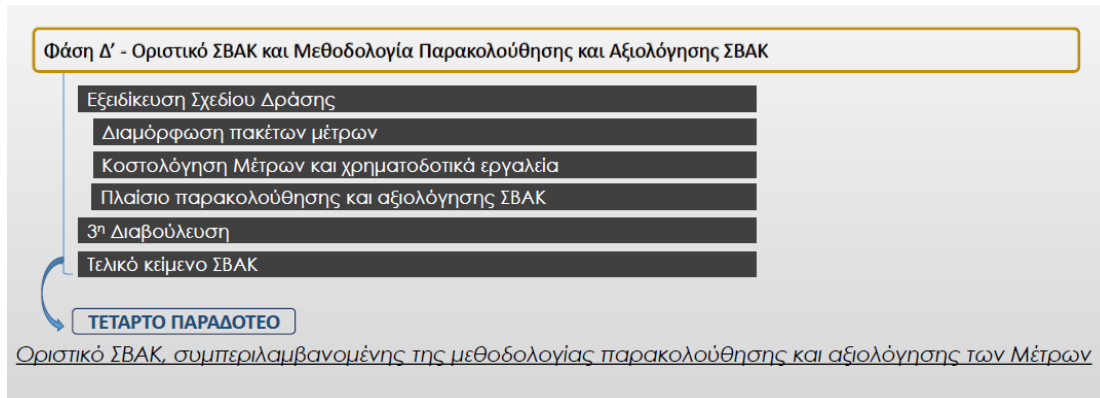 Φάση Δ’ - Οριστικό ΣΒΑΚ και Μεθοδολογία Παρακολούθησης και Αξιολόγησης ΣΒΑΚ
Εξειδίκευση Σχεδίου Δράσης
Διαμόρφωση πακέτων μέτρων
Κοστολόγηση Μέτρων και χρηματοδοτικά εργαλεία
Πλαίσιο παρακολούθησης και αξιολόγησης ΣΒΑΚ
3η Διαβούλευση
Τελικό κείμενο ΣΒΑΚ
ΤΕΤΑΡΤΟ ΠΑΡΑΔΟΤΕΟ
Οριστικό ΣΒΑΚ, συμπεριλαμβανομένης της μεθοδολογίας παρακολούθησης και αξιολόγησης των Μέτρων